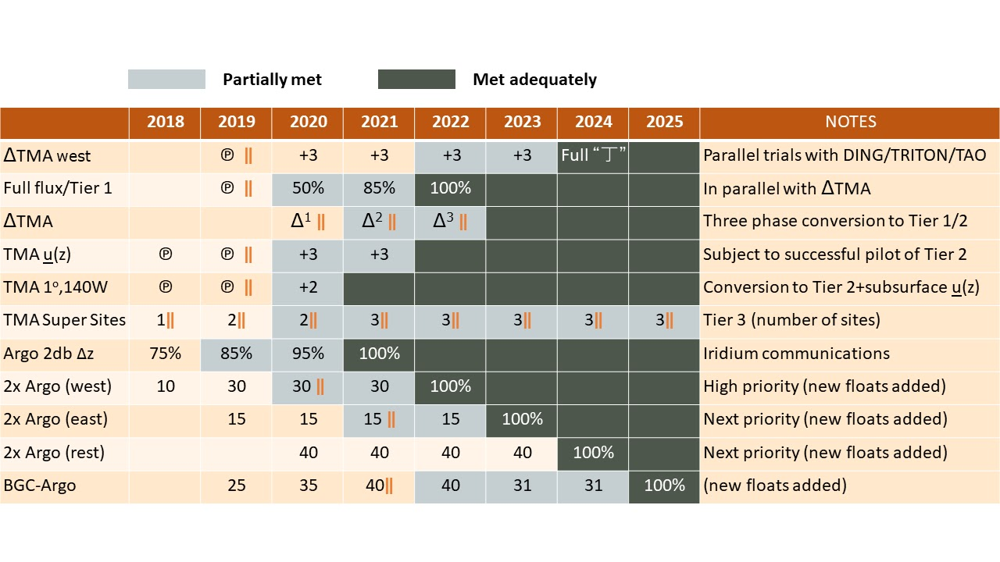 Partially met Met adequately
2018 2019 2020 2021 2022 2023 2024 2025 NOTES
ΔTMA west ℗ || +3 +3 +3 +3 Full “丁” Parallel trials with DING/TRITON/TAO
Full flux/Tier 1 ℗ || 50% 85% 100% In parallel with ΔTMA
ΔTMA Δ¹ || Δ² || Δ³ || Three phase conversion to Tier 1/2
TMA u(z) ℗ ℗ || +3 +3 Subject to successful pilot of Tier 2
TMA 1º,140W ℗ ℗ || +2 Conversion to Tier 2+subsurface u(z)
TMA Super Sites 1|| 2|| 2|| 3|| 3|| 3|| 3|| 3|| Tier 3 (number of sites)
Argo 2db Δz 75% 85% 95% 100% Iridium communications
2x Argo (west) 10 30 30 || 30 100% High priority (new floats added)
2x Argo (east) 15 15 15 || 15 100% Next priority (new floats added)
2x Argo (rest) 40 40 40 40 100% Next priority (new floats added)
BGC-Argo 25 35 40|| 40 31 31 100% (new floats added)